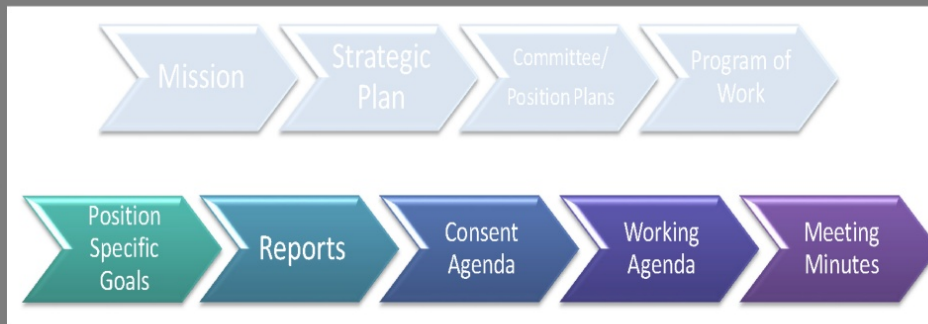 Mission
Strategic
Plan
Committee/
Position Plans
Program of
Work
Position
Specific
Goals
Reports
Consent
Agenda
Working
Agenda
Meeting
Minutes